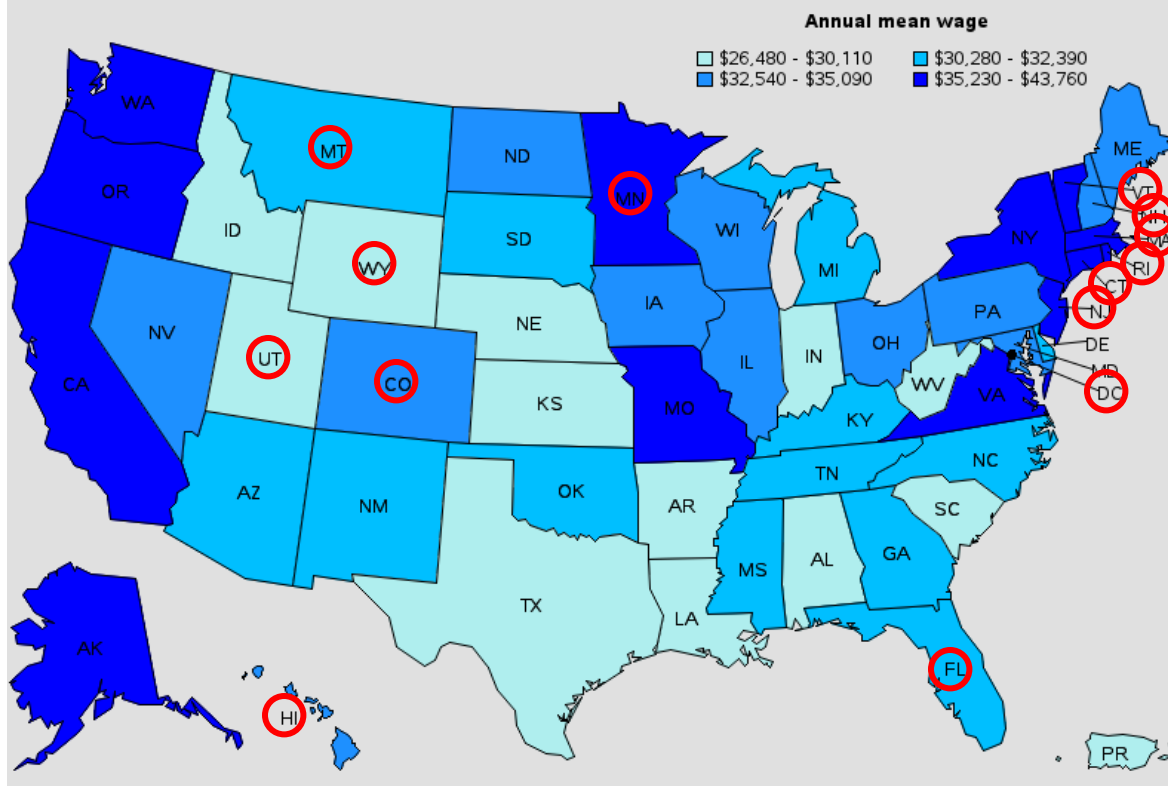 Annual mean wage
$26,480 - $30,110 $30,280 - $32,390
$32,540 - $35,090 $35,230 - $43,760
WA
MT
ND
MN
ME
OR
ID
WY
SD
WI
MI
NY
VT
NH
MA
RI
CT
NJ
NV
UT
CO
NE
IA
IL
IN
OH
PA
DE
MD
DC
CA
KS
MO
KY
WV
VA
AZ
NM
OK
AR
TN
NC
SC
TX
LA
MS
AL
GA
AK
HI
FL
PR